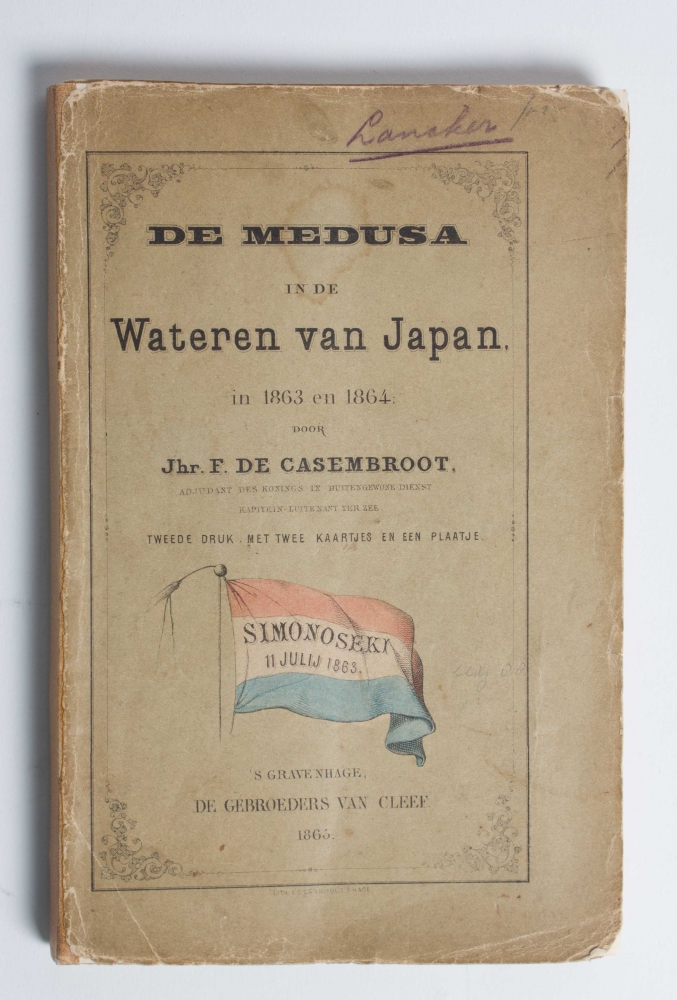 Lancker
DE MEDUSA
IN DE
Wateren van Japan,
in 1863 en 1864;
DOOR
Jhr. F. DE CASEMBROOT,
ADJUDANT DES KONINGS IN BUITENGEWONE DIENST
KAPITEIN-LUITENANT TER ZEE
TWEEDE DRUK, MET TWEE KAARTJES EN EEN PLAATJE.
SIMONOSEKI
11 JULIJ 1863.
'S GRAVENHAGE,
DE GEBROEDERS VAN CLEEF.
1865.